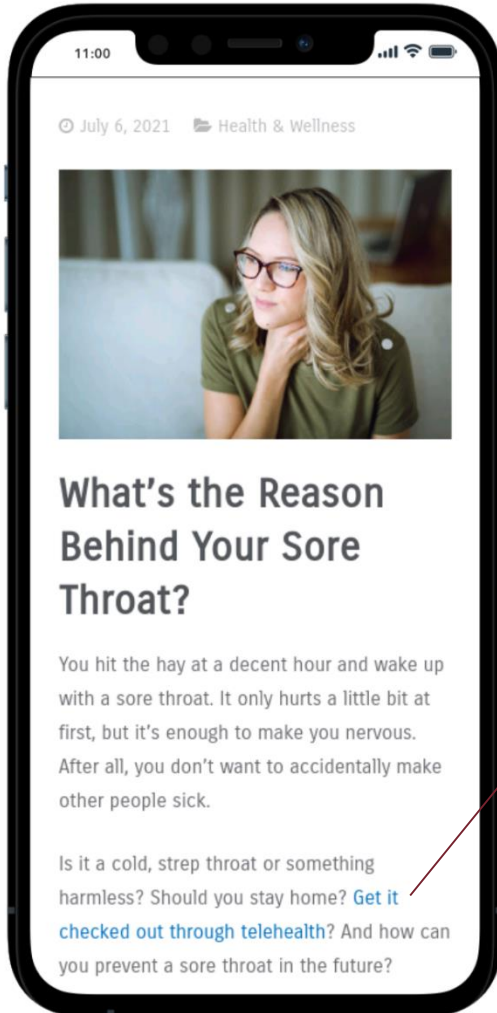 11:00
July 6, 2021 Health & Wellness
What's the Reason
Behind Your Sore
Throat?
You hit the hay at a decent hour and wake up
with a sore throat. It only hurts a little bit at
first, but it's enough to make you nervous.
After all, you don't want to accidentally make
other people sick.
Is it a cold, strep throat or something
harmless? Should you stay home? Get it
checked out through telehealth? And how can
you prevent a sore throat in the future?